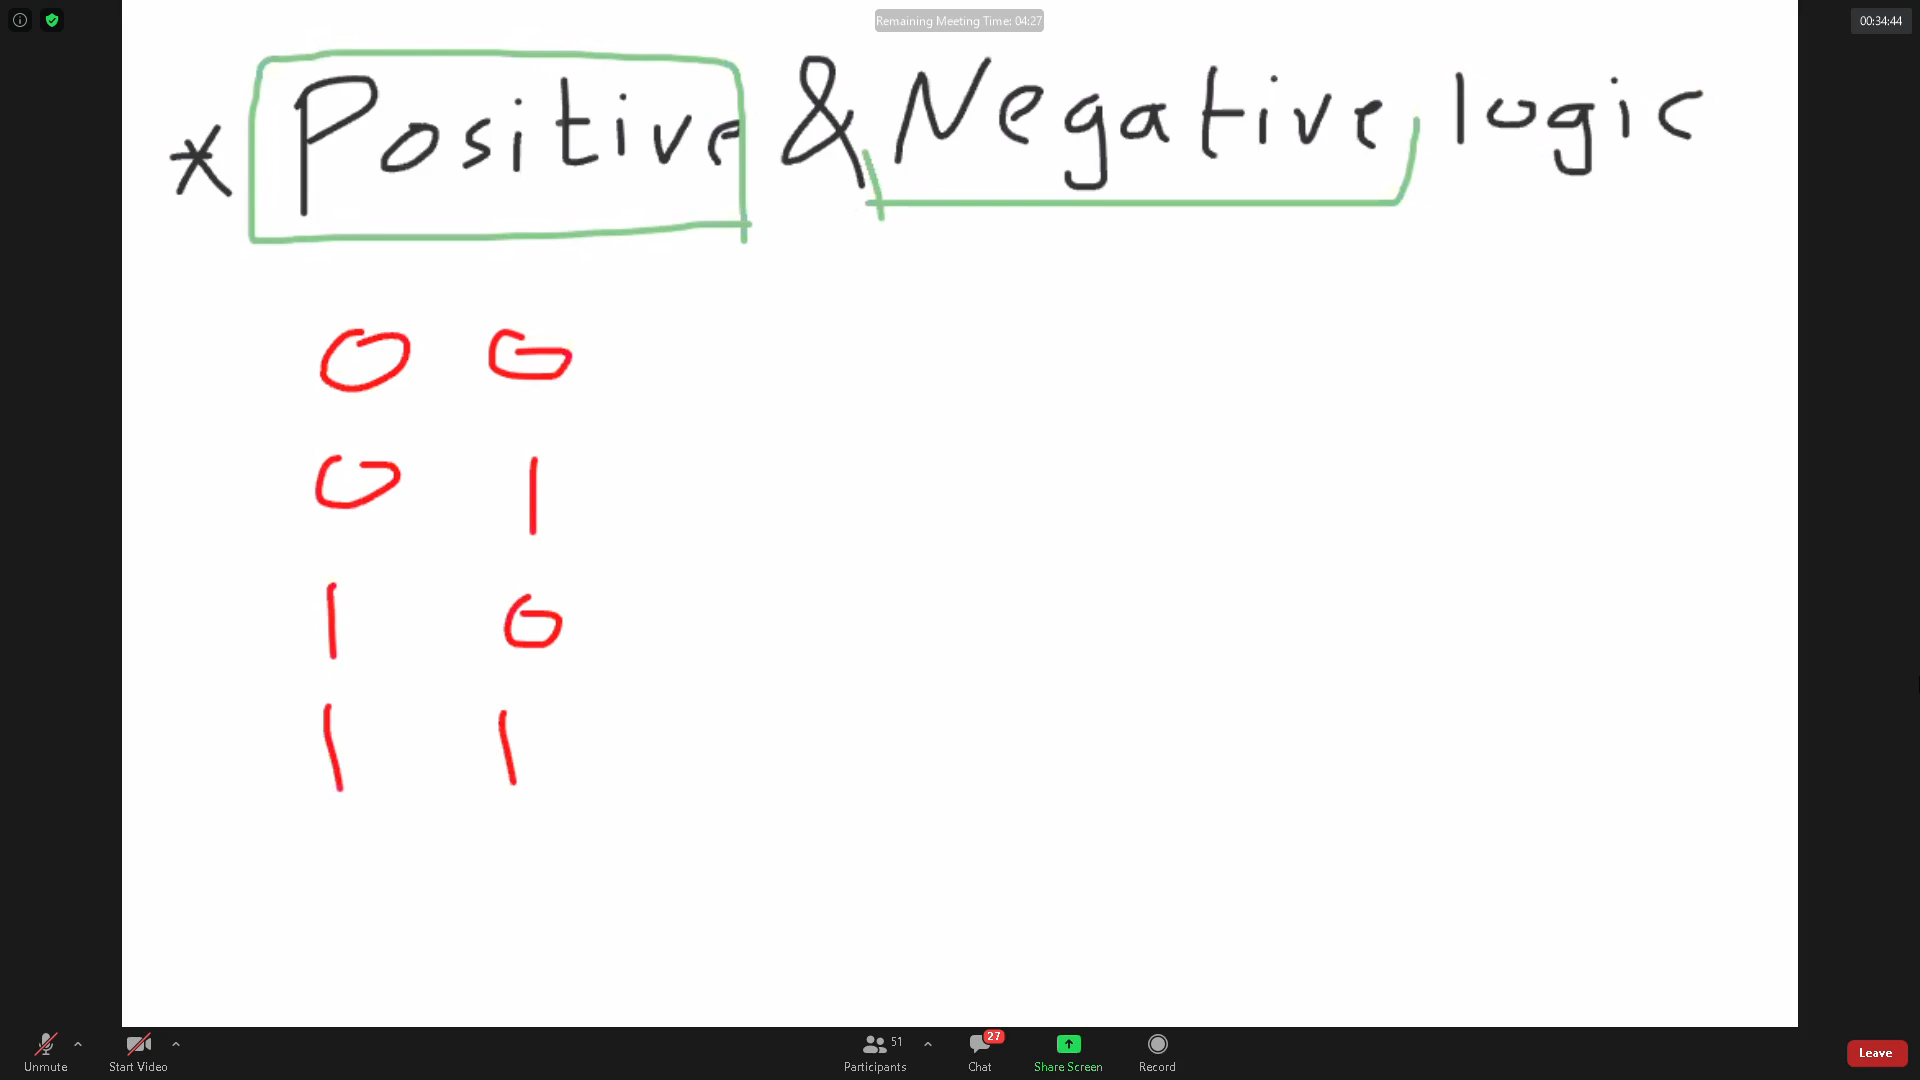 Remaining Meeting Time: 04:27
00:34:44
* Positive & Negative logic
0 0
0 1
1 0
1 1
Unmute
Start Video
51
Participants
27
Chat
Share Screen
Record
Leave